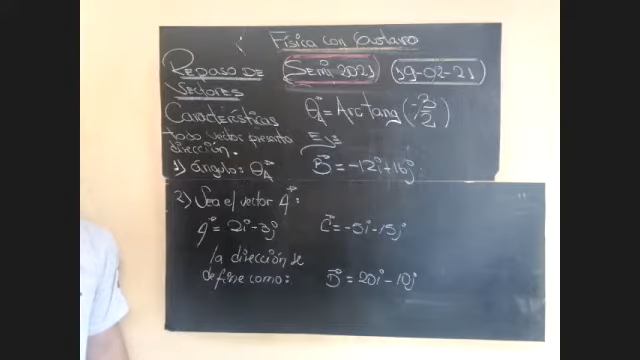 Física con Gustavo
Repaso de Vectores
Semi 2021
19-02-21
Características
todo vector presenta
dirección.
1) ángulo: θA
θA = Arc tang (-3/2)
B = -12i + 16j
2) Sea el vector A:
A = 2i - 3j
C = -5i - 15j
la dirección se
define como:
D = 20i - 10j